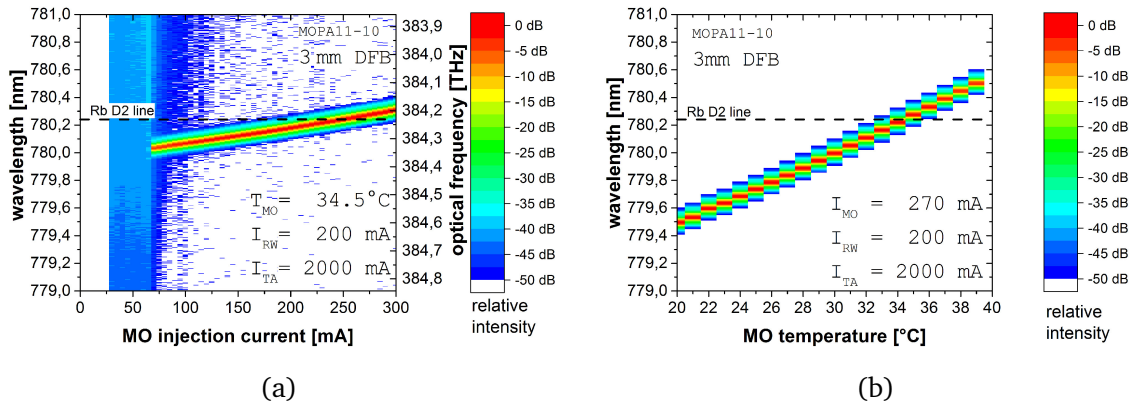 MOPA11-10
3 mm DFB
Rb D2 line
T_MO = 34.5°C
I_RW = 200 mA
I_TA = 2000 mA
wavelength [nm]
781,0
780,8
780,6
780,4
780,2
780,0
779,8
779,6
779,4
779,2
779,0
0 50 100 150 200 250 300
MO injection current [mA]
383,9
384,0
384,1
384,2
384,3
384,4
384,5
384,6
384,7
384,8
optical frequency [THz]
0 dB
-5 dB
-10 dB
-15 dB
-20 dB
-25 dB
-30 dB
-35 dB
-40 dB
-45 dB
-50 dB
relative
intensity
(a)
MOPA11-10
3mm DFB
Rb D2 line
I_MO = 270 mA
I_RW = 200 mA
I_TA = 2000 mA
wavelength [nm]
781,0
780,8
780,6
780,4
780,2
780,0
779,8
779,6
779,4
779,2
779,0
20 22 24 26 28 30 32 34 36 38 40
MO temperature [°C]
0 dB
-5 dB
-10 dB
-15 dB
-20 dB
-25 dB
-30 dB
-35 dB
-40 dB
-45 dB
-50 dB
relative
intensity
(b)